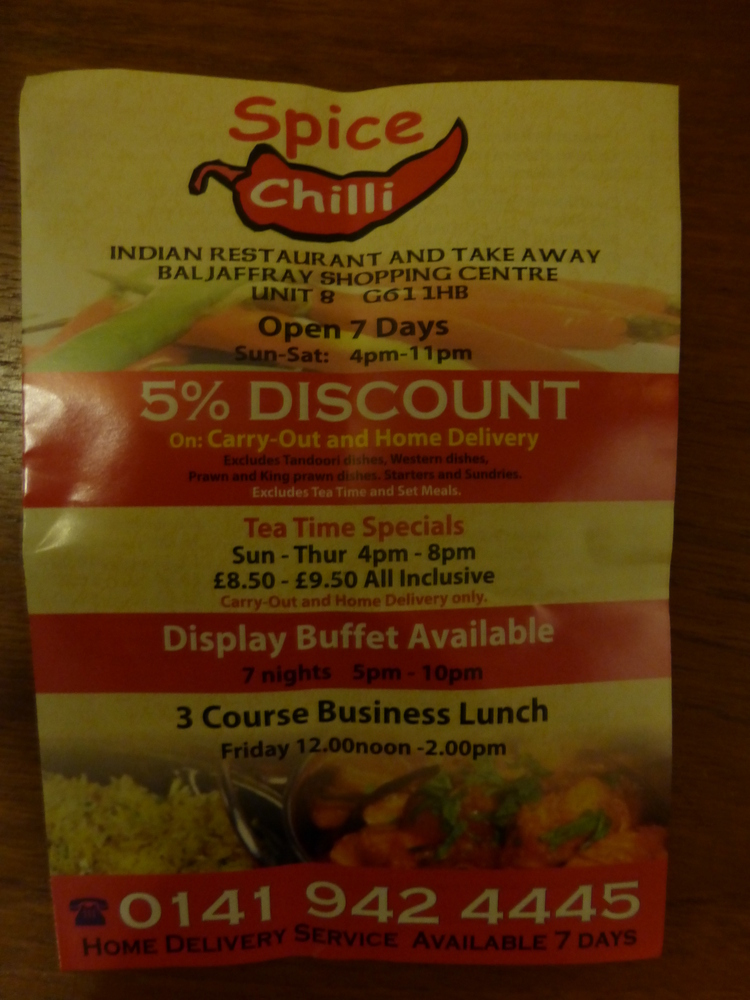 Spice
Chilli
INDIAN RESTAURANT AND TAKE AWAY
BALJAFFRAY SHOPPING CENTRE
UNIT 8 G61 1HB
Open 7 Days
Sun-Sat: 4pm-11pm
5% DISCOUNT
On: Carry-Out and Home Delivery
Excludes Tandoori dishes, Western dishes,
Prawn and King prawn dishes. Starters and Sundries.
Excludes Tea Time and Set Meals.
Tea Time Specials
Sun - Thur 4pm - 8pm
£8.50 - £9.50 All Inclusive
Carry-Out and Home Delivery only.
Display Buffet Available
7 nights 5pm - 10pm
3 Course Business Lunch
Friday 12.00noon -2.00pm
0141 942 4445
HOME DELIVERY SERVICE AVAILABLE 7 DAYS